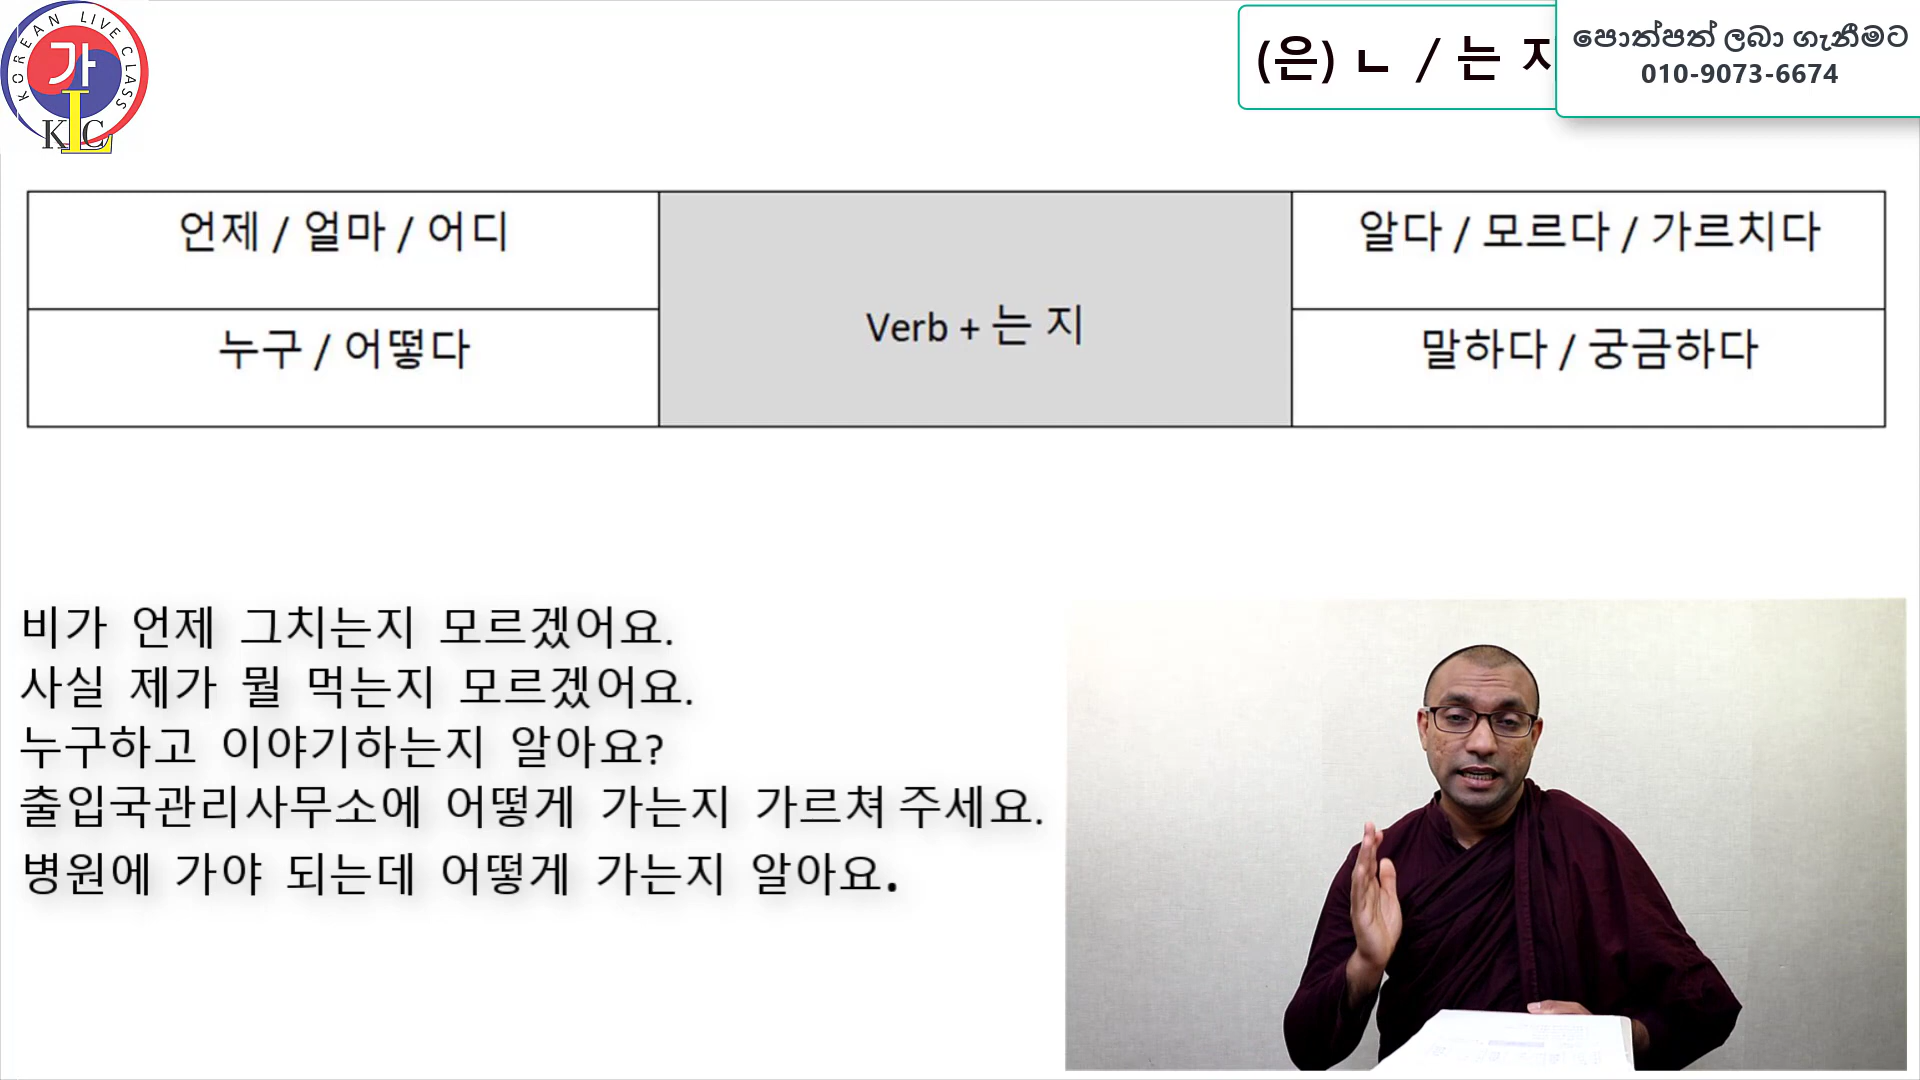 KOREAN LIVE CLASS
가
KLC
(은) ㄴ / 는 지
පොත්පත් ලබා ගැනීමට
010-9073-6674
언제 / 얼마 / 어디
Verb + 는 지
알다 / 모르다 / 가르치다
누구 / 어떻다
말하다 / 궁금하다
비가 언제 그치는지 모르겠어요.
사실 제가 뭘 먹는지 모르겠어요.
누구하고 이야기하는지 알아요?
출입국관리사무소에 어떻게 가는지 가르쳐 주세요.
병원에 가야 되는데 어떻게 가는지 알아요.